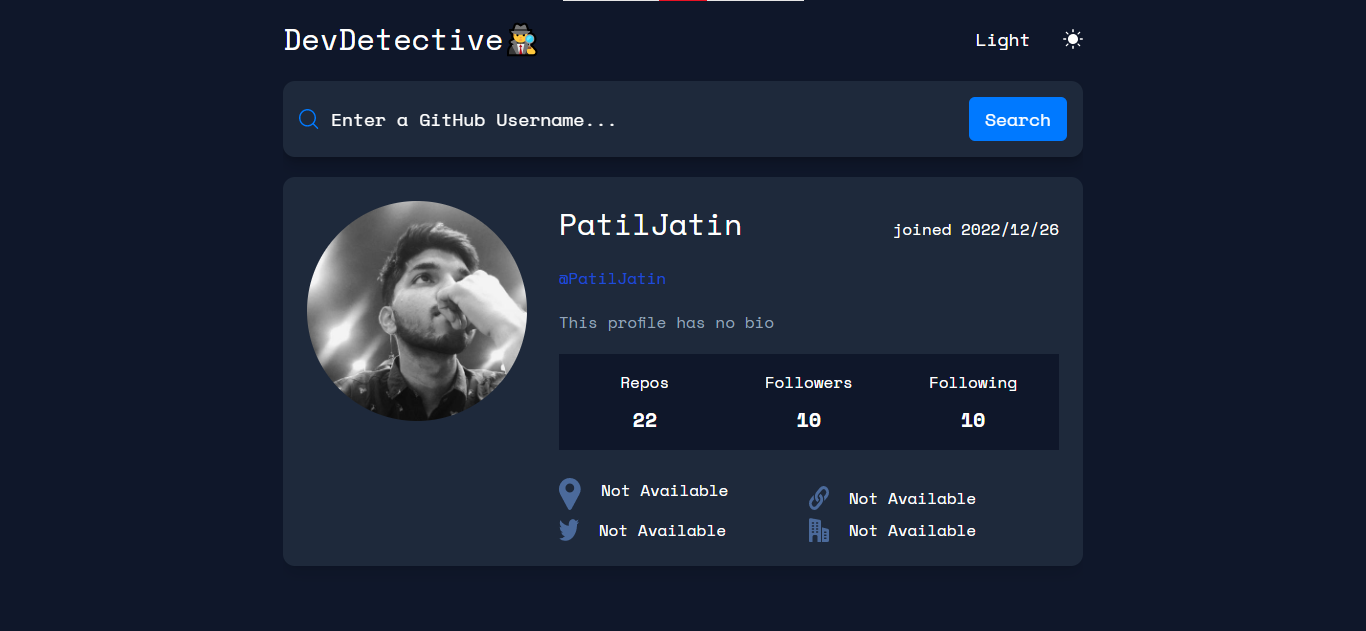 DevDetective
Light
Enter a GitHub Username...
Search
PatilJatin
joined 2022/12/26
@PatilJatin
This profile has no bio
Repos Followers Following
22 10 10
Not Available Not Available
Not Available Not Available